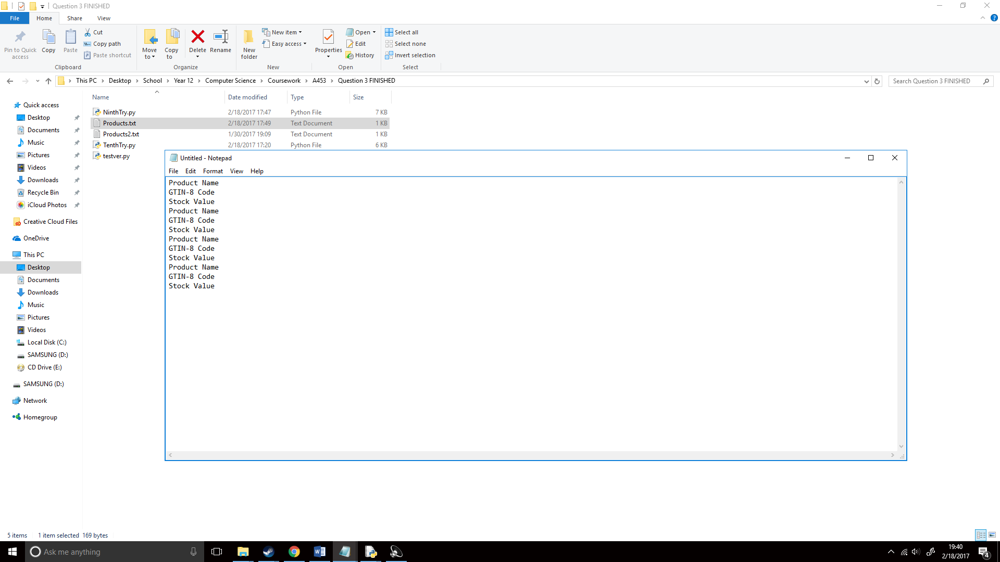 Question 3 FINISHED
File Home Share View
Pin to Quick access
Copy
Paste
Cut
Copy path
Paste shortcut
Clipboard
Move to
Copy to
Delete
Rename
Organize
New folder
New item
Easy access
New
Properties
Open
Edit
History
Open
Select all
Select none
Invert selection
Select
This PC Desktop School Year 12 Computer Science Coursework A453 Question 3 FINISHED
Search Question 3 FINISHED
Name Date modified Type Size
NinthTry.py 2/18/2017 17:47 Python File 7 KB
Products.txt 2/18/2017 17:49 Text Document 1 KB
Products2.txt 1/30/2017 19:09 Text Document 1 KB
TenthTry.py 2/18/2017 17:20 Python File 6 KB
testver.py
Quick access
Desktop
Documents
Music
Pictures
Videos
Downloads
Recycle Bin
iCloud Photos
Creative Cloud Files
OneDrive
This PC
Desktop
Documents
Downloads
Music
Pictures
Videos
Local Disk (C:)
SAMSUNG (D:)
CD Drive (E:)
SAMSUNG (D:)
Network
Homegroup
Untitled - Notepad
File Edit Format View Help
Product Name
GTIN-8 Code
Stock Value
Product Name
GTIN-8 Code
Stock Value
Product Name
GTIN-8 Code
Stock Value
Product Name
GTIN-8 Code
Stock Value
5 items 1 item selected 169 bytes
Ask me anything
19:40
2/18/2017
4